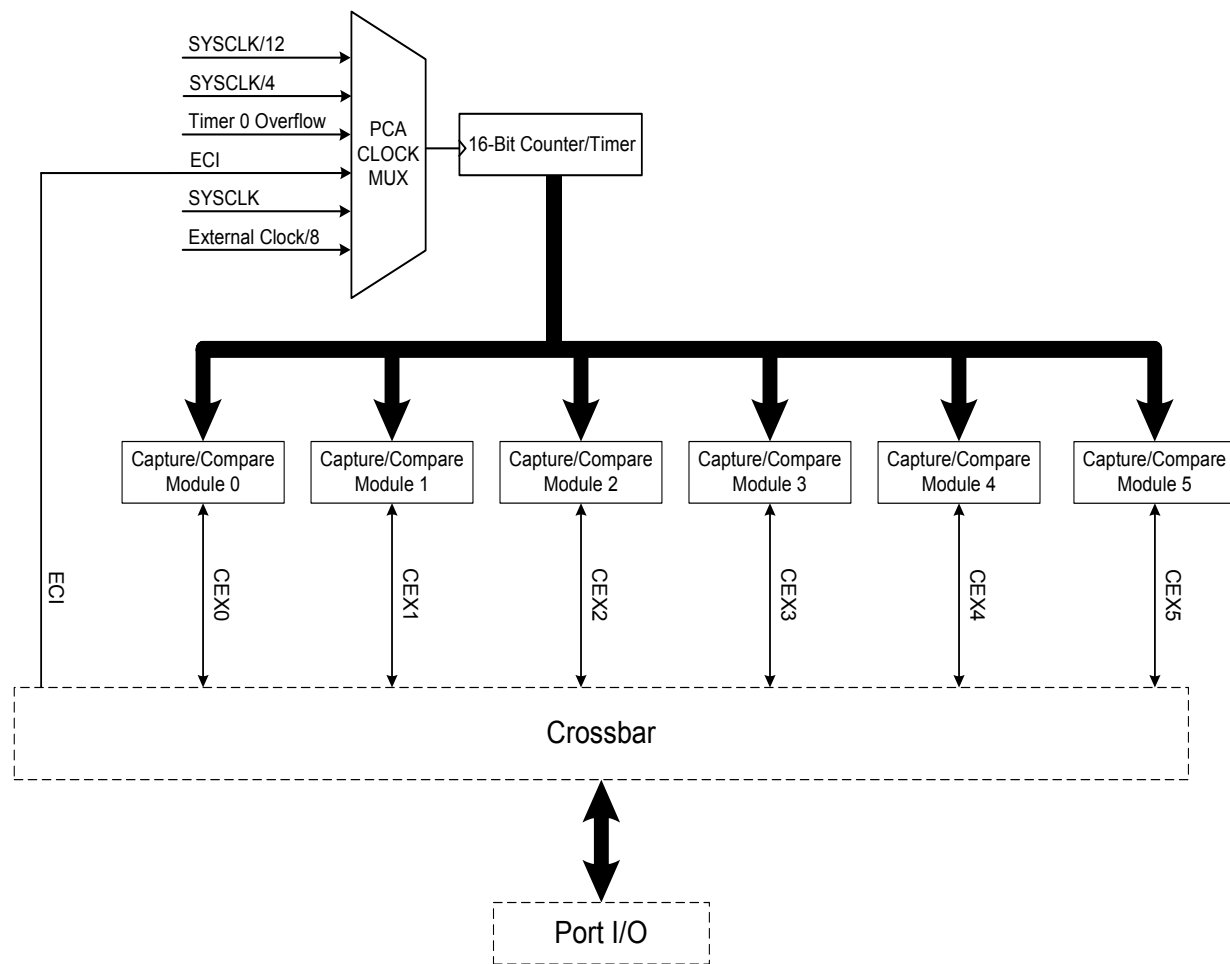 SYSCLK/12
SYSCLK/4
Timer 0 Overflow
ECI
SYSCLK
External Clock/8
PCA
CLOCK
MUX
16-Bit Counter/Timer
Capture/Compare
Module 0
Capture/Compare
Module 1
Capture/Compare
Module 2
Capture/Compare
Module 3
Capture/Compare
Module 4
Capture/Compare
Module 5
ECI
CEX0
CEX1
CEX2
CEX3
CEX4
CEX5
Crossbar
Port I/O